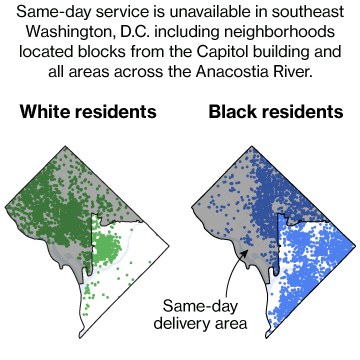 Same-day service is unavailable in southeast
Washington, D.C. including neighborhoods
located blocks from the Capitol building and
all areas across the Anacostia River.
White residents
Black residents
Same-day
delivery area